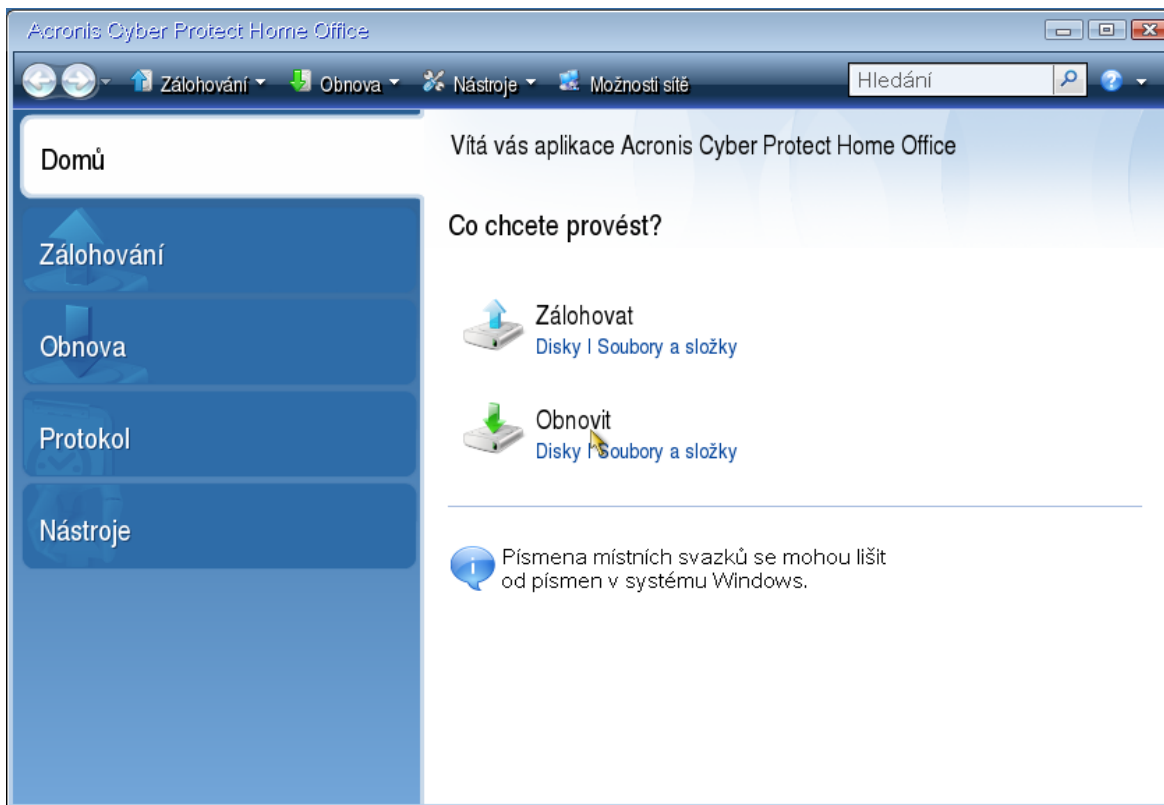 Acronis Cyber Protect Home Office
Zálohování Obnova Nástroje Možnosti sítě Hledání
Domů
Zálohování
Obnova
Protokol
Nástroje
Vítá vás aplikace Acronis Cyber Protect Home Office
Co chcete provést?
Zálohovat
Disky | Soubory a složky
Obnovit
Disky | Soubory a složky
Písmena místních svazků se mohou lišit
od písmen v systému Windows.